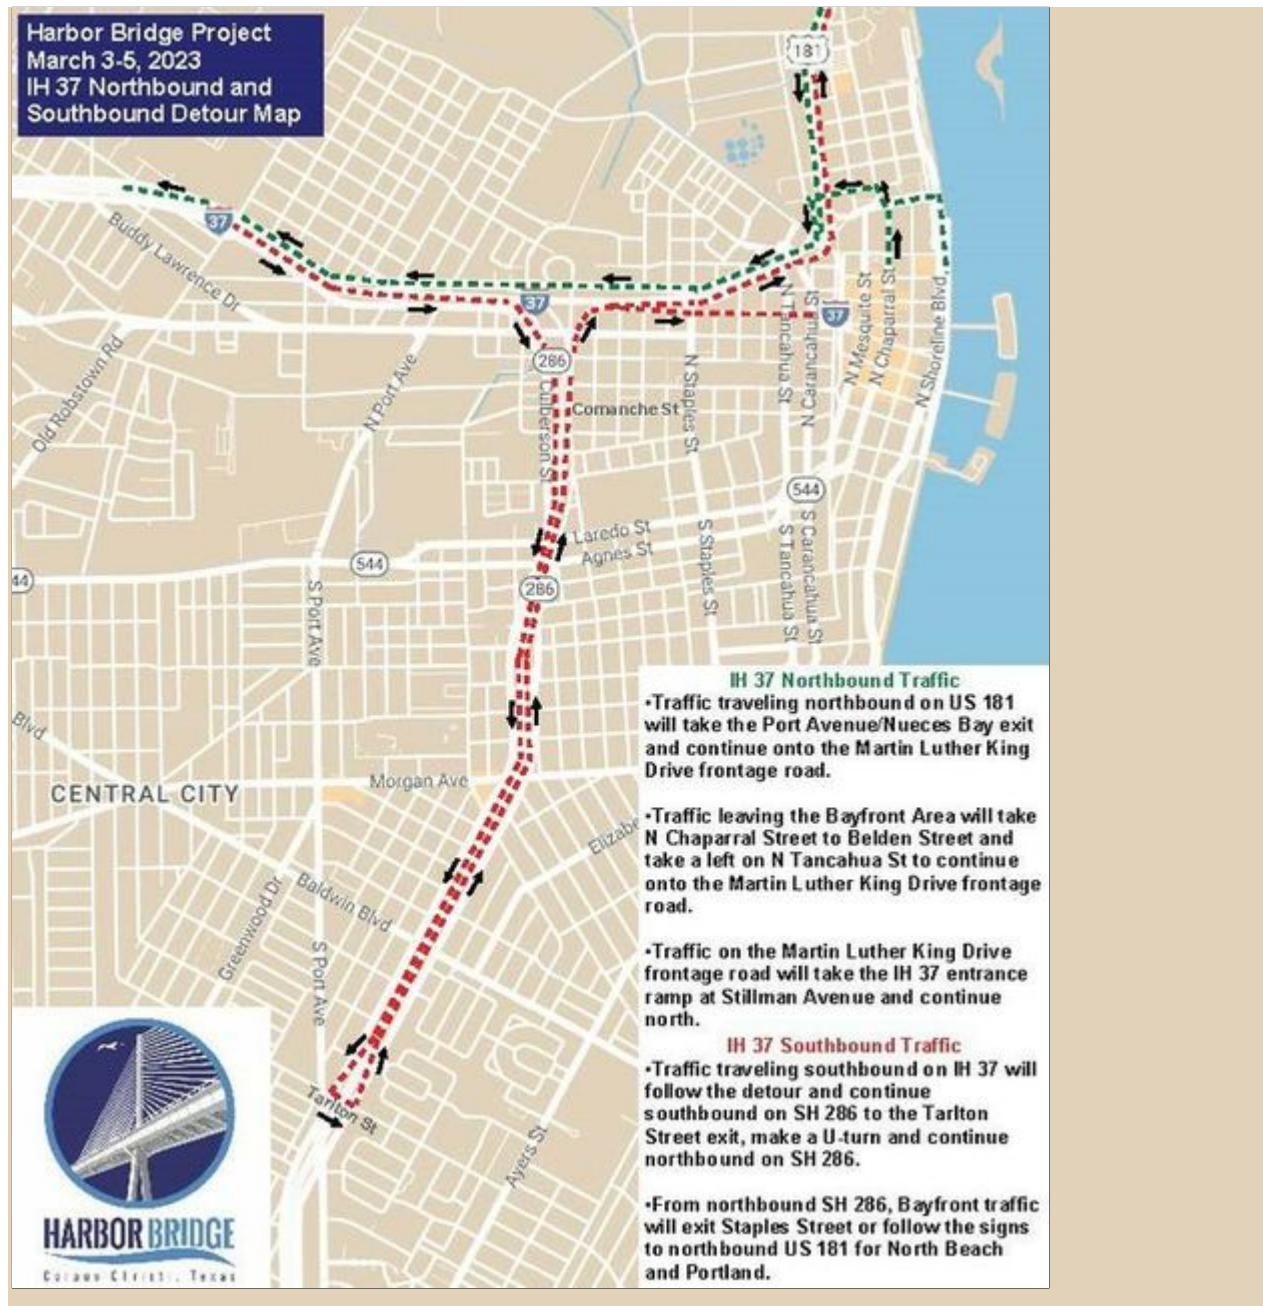 Harbor Bridge Project
March 3-5, 2023
IH 37 Northbound and
Southbound Detour Map
181
37
Buddy Lawrence Dr
Old Robstown Rd
N Port Ave
37
286
Culberson St
Comanche St
N Staples St
N Tancahua St
N Carancahua St
37
N Mesquite St
N Chaparral St
N Shoreline Blvd
544
Laredo St
Agnes St
544
44
286
S Port Ave
S Staples St
S Tancahua St
S Carancahua St
Blvd
CENTRAL CITY
Morgan Ave
Elizabe
Greenwood Dr
Baldwin Blvd
S Port Ave
Tarlton St
Ayers St
IH 37 Northbound Traffic
•Traffic traveling northbound on US 181
will take the Port Avenue/Nueces Bay exit
and continue onto the Martin Luther King
Drive frontage road.
•Traffic leaving the Bayfront Area will take
N Chaparral Street to Belden Street and
take a left on N Tancahua St to continue
onto the Martin Luther King Drive frontage
road.
•Traffic on the Martin Luther King Drive
frontage road will take the IH 37 entrance
ramp at Stillman Avenue and continue
north.
IH 37 Southbound Traffic
•Traffic traveling southbound on IH 37 will
follow the detour and continue
southbound on SH 286 to the Tarlton
Street exit, make a U-turn and continue
northbound on SH 286.
•From northbound SH 286, Bayfront traffic
will exit Staples Street or follow the signs
to northbound US 181 for North Beach
and Portland.
HARBOR BRIDGE
Corpus Christi, Texas